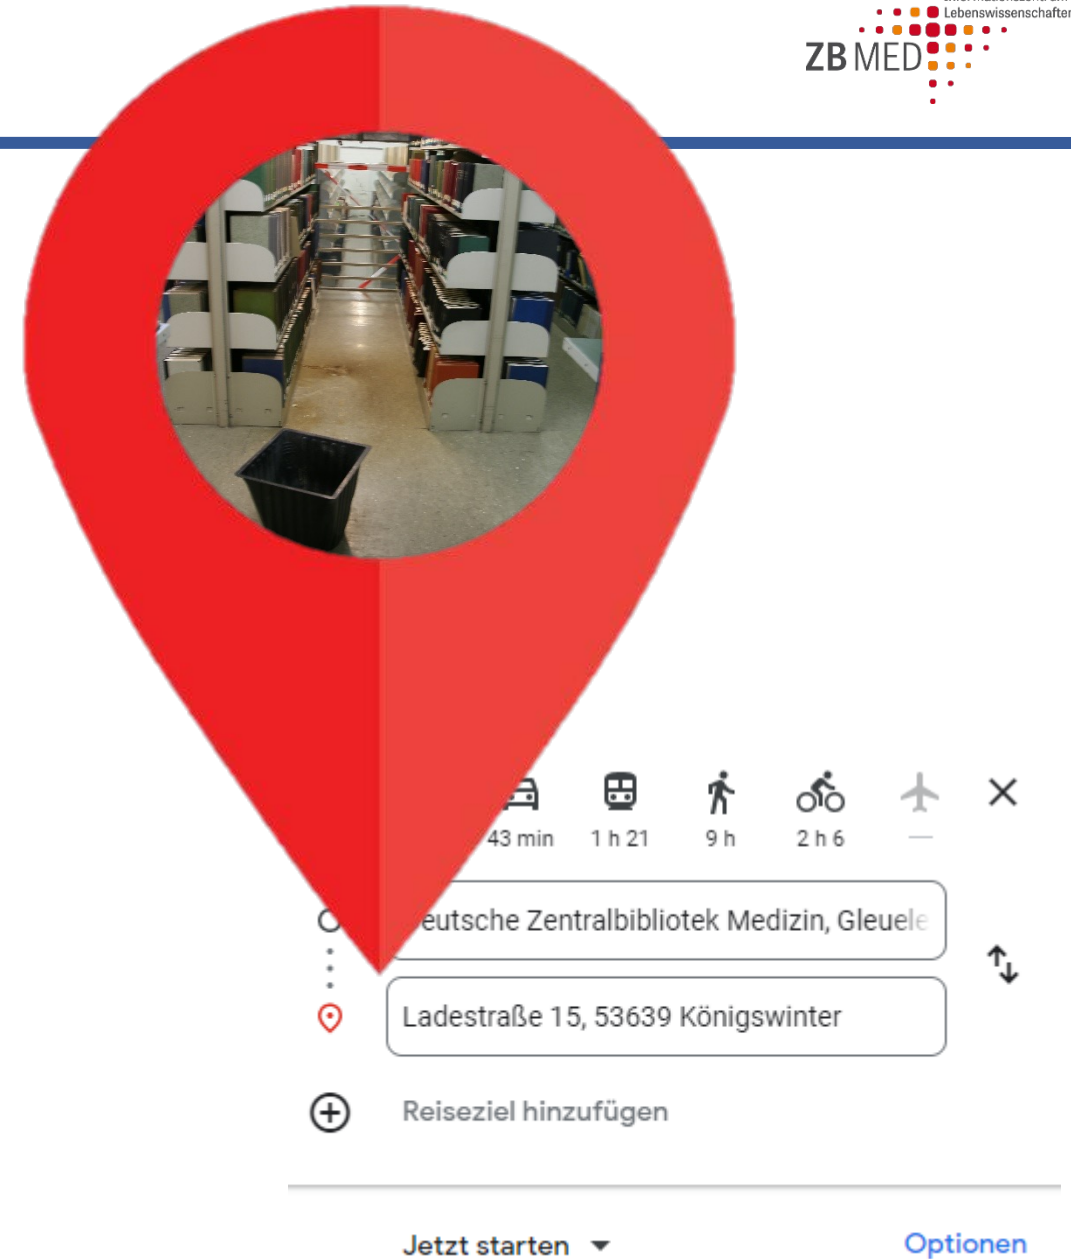 Lebenswissenschaften
ZB MED
43 min
1 h 21
9 h
2 h 6
eutsche Zentralbibliotek Medizin, Gleuele
Ladestraße 15, 53639 Königswinter
Reiseziel hinzufügen
Jetzt starten
Optionen